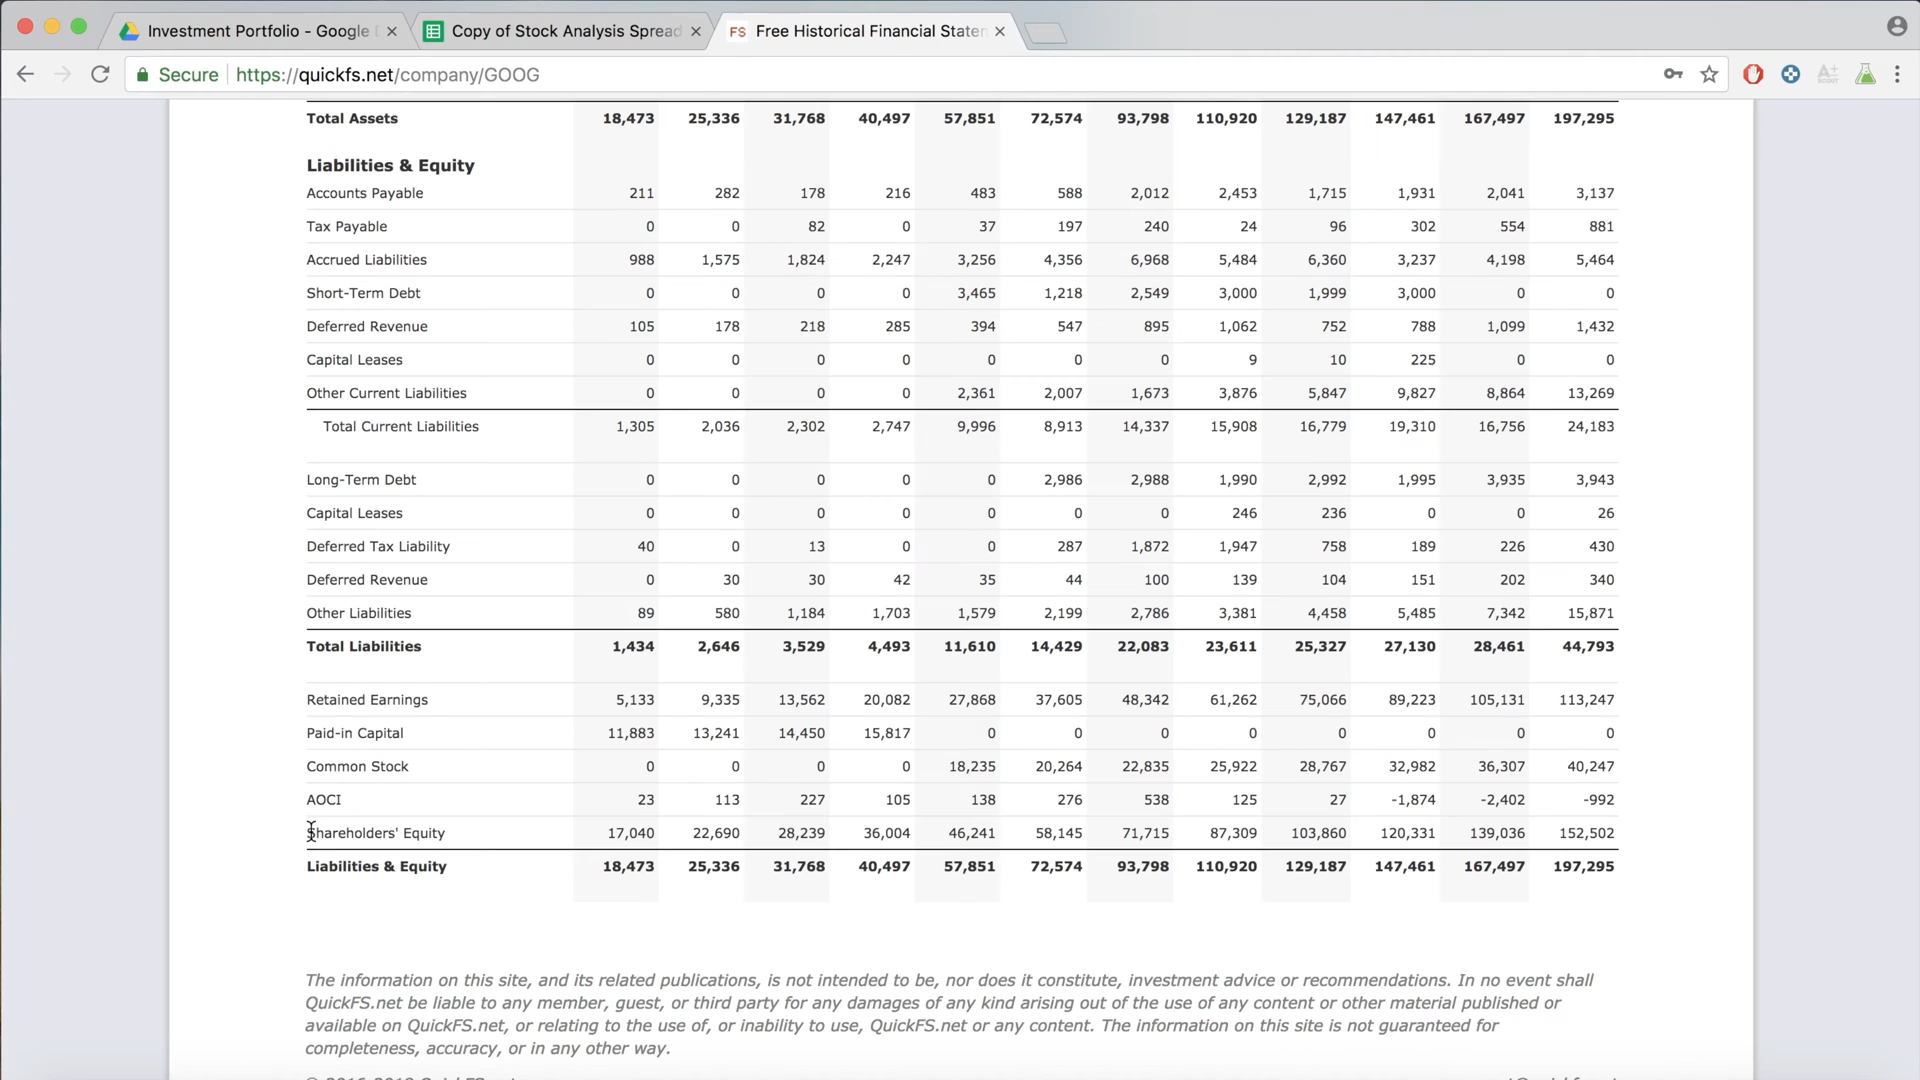 Investment Portfolio - Google D
Copy of Stock Analysis Spread
FS Free Historical Financial Staten
Secure https://quickfs.net/company/GOOG
Total Assets 18,473 25,336 31,768 40,497 57,851 72,574 93,798 110,920 129,187 147,461 167,497 197,295
Liabilities & Equity
Accounts Payable 211 282 178 216 483 588 2,012 2,453 1,715 1,931 2,041 3,137
Tax Payable 0 0 82 0 37 197 240 24 96 302 554 881
Accrued Liabilities 988 1,575 1,824 2,247 3,256 4,356 6,968 5,484 6,360 3,237 4,198 5,464
Short-Term Debt 0 0 0 0 3,465 1,218 2,549 3,000 1,999 3,000 0 0
Deferred Revenue 105 178 218 285 394 547 895 1,062 752 788 1,099 1,432
Capital Leases 0 0 0 0 0 0 0 9 10 225 0 0
Other Current Liabilities 0 0 0 0 2,361 2,007 1,673 3,876 5,847 9,827 8,864 13,269
Total Current Liabilities 1,305 2,036 2,302 2,747 9,996 8,913 14,337 15,908 16,779 19,310 16,756 24,183
Long-Term Debt 0 0 0 0 0 2,986 2,988 1,990 2,992 1,995 3,935 3,943
Capital Leases 0 0 0 0 0 0 0 246 236 0 0 26
Deferred Tax Liability 40 0 13 0 0 287 1,872 1,947 758 189 226 430
Deferred Revenue 0 30 30 42 35 44 100 139 104 151 202 340
Other Liabilities 89 580 1,184 1,703 1,579 2,199 2,786 3,381 4,458 5,485 7,342 15,871
Total Liabilities 1,434 2,646 3,529 4,493 11,610 14,429 22,083 23,611 25,327 27,130 28,461 44,793
Retained Earnings 5,133 9,335 13,562 20,082 27,868 37,605 48,342 61,262 75,066 89,223 105,131 113,247
Paid-in Capital 11,883 13,241 14,450 15,817 0 0 0 0 0 0 0 0
Common Stock 0 0 0 0 18,235 20,264 22,835 25,922 28,767 32,982 36,307 40,247
AOCI 23 113 227 105 138 276 538 125 27 -1,874 -2,402 -992
Shareholders' Equity 17,040 22,690 28,239 36,004 46,241 58,145 71,715 87,309 103,860 120,331 139,036 152,502
Liabilities & Equity 18,473 25,336 31,768 40,497 57,851 72,574 93,798 110,920 129,187 147,461 167,497 197,295
The information on this site, and its related publications, is not intended to be, nor does it constitute, investment advice or recommendations. In no event shall
QuickFS.net be liable to any member, guest, or third party for any damages of any kind arising out of the use of any content or other material published or
available on QuickFS.net, or relating to the use of, or inability to use, QuickFS.net or any content. The information on this site is not guaranteed for
completeness, accuracy, or in any other way.